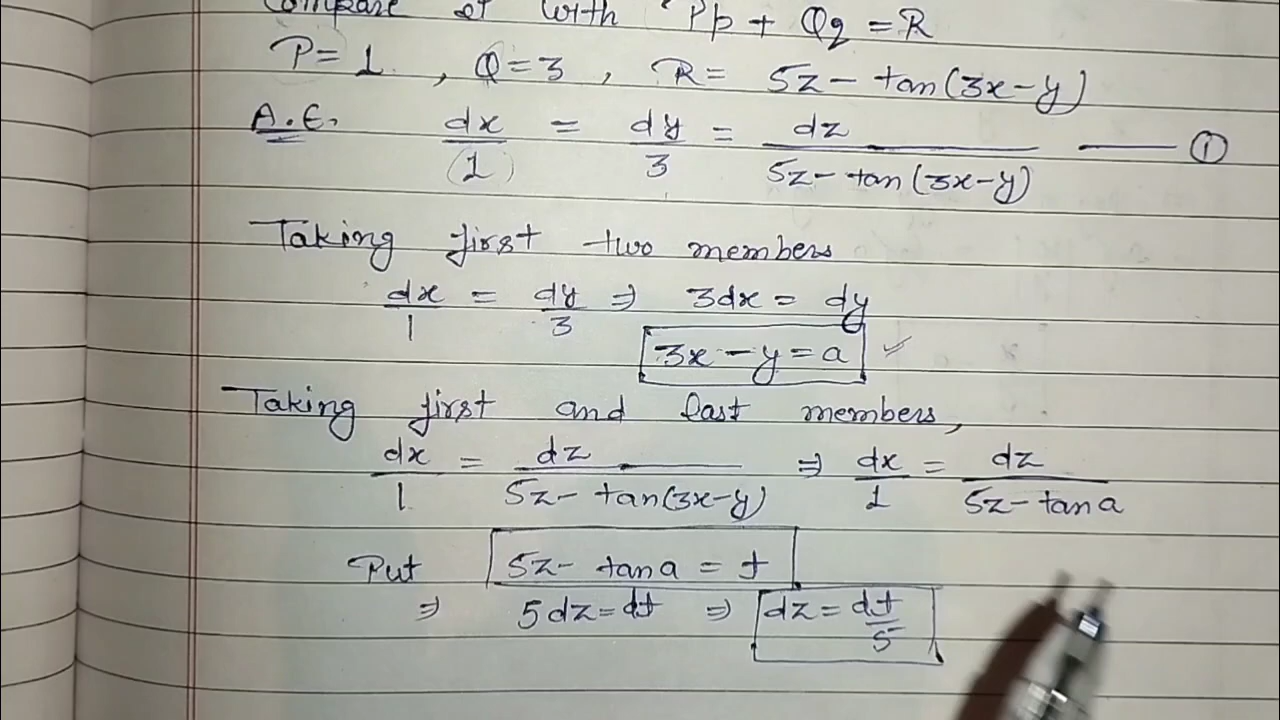 Compare it with Pp + Qq = R
P = 1 , Q = 3 , R = 5z - tan(3x-y)
A.E. dx/(1) = dy/3 = dz/(5z - tan(3x-y)) —— ①
Taking first two members
dx/1 = dy/3 ⇒ 3dx = dy
3x - y = a
Taking first and last members,
dx/1 = dz/(5z - tan(3x-y)) ⇒ dx/1 = dz/(5z - tan a)
Put 5z - tan a = t
⇒ 5dz = dt ⇒ dz = dt/5